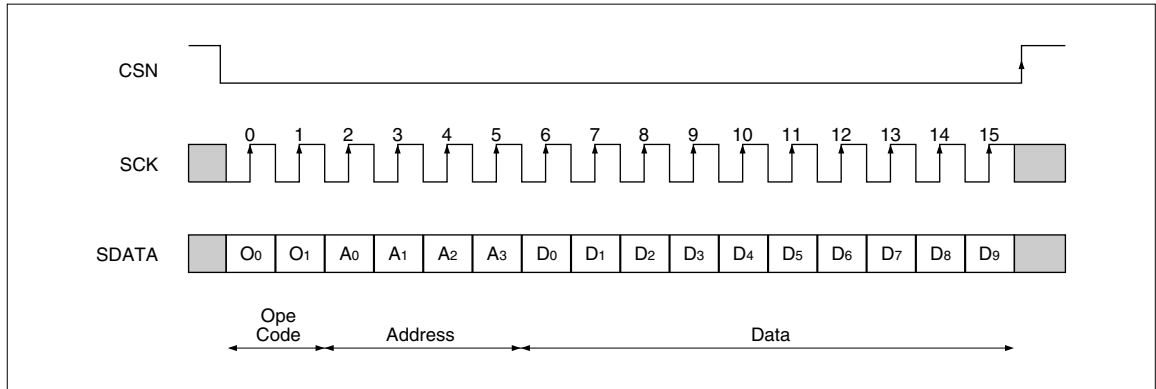 CSN
0 1 2 3 4 5 6 7 8 9 10 11 12 13 14 15
SCK
SDATA O0 O1 A0 A1 A2 A3 D0 D1 D2 D3 D4 D5 D6 D7 D8 D9
Ope
Code Address Data